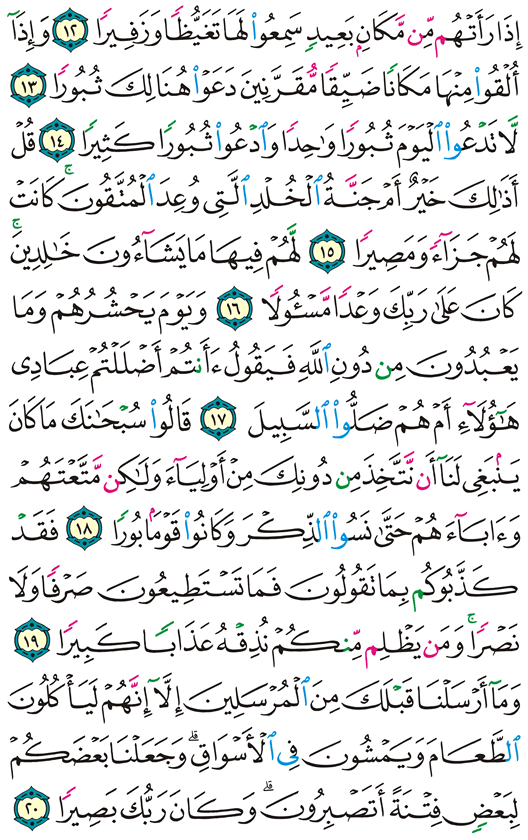 إِذَا رَأَتْهُم مِّن مَّكَانٍ بَعِيدٍ سَمِعُوا۟ لَهَا تَغَيُّظًا وَزَفِيرًا ١٢ وَإِذَآ
أُلْقُوا۟ مِنْهَا مَكَانًا ضَيِّقًا مُّقَرَّنِينَ دَعَوْا۟ هُنَالِكَ ثُبُورًا ١٣
لَّا تَدْعُوا۟ ٱلْيَوْمَ ثُبُورًا وَٰحِدًا وَٱدْعُوا۟ ثُبُورًا كَثِيرًا ١٤ قُلْ
أَذَٰلِكَ خَيْرٌ أَمْ جَنَّةُ ٱلْخُلْدِ ٱلَّتِى وُعِدَ ٱلْمُتَّقُونَ ۚ كَانَتْ
لَهُمْ جَزَآءً وَمَصِيرًا ١٥ لَّهُمْ فِيهَا مَا يَشَآءُونَ خَٰلِدِينَ ۚ
كَانَ عَلَىٰ رَبِّكَ وَعْدًا مَّسْـُٔولًا ١٦ وَيَوْمَ يَحْشُرُهُمْ وَمَا
يَعْبُدُونَ مِن دُونِ ٱللَّهِ فَيَقُولُ ءَأَنتُمْ أَضْلَلْتُمْ عِبَادِى
هَٰٓؤُلَآءِ أَمْ هُمْ ضَلُّوا۟ ٱلسَّبِيلَ ١٧ قَالُوا۟ سُبْحَٰنَكَ مَا كَانَ
يَنۢبَغِى لَنَآ أَن نَّتَّخِذَ مِن دُونِكَ مِنْ أَوْلِيَآءَ وَلَٰكِن مَّتَّعْتَهُمْ
وَءَابَآءَهُمْ حَتَّىٰ نَسُوا۟ ٱلذِّكْرَ وَكَانُوا۟ قَوْمًۢا بُورًا ١٨ فَقَدْ
كَذَّبُوكُم بِمَا تَقُولُونَ فَمَا تَسْتَطِيعُونَ صَرْفًا وَلَا
نَصْرًا ۚ وَمَن يَظْلِم مِّنكُمْ نُذِقْهُ عَذَابًا كَبِيرًا ١٩
وَمَآ أَرْسَلْنَا قَبْلَكَ مِنَ ٱلْمُرْسَلِينَ إِلَّآ إِنَّهُمْ لَيَأْكُلُونَ
ٱلطَّعَامَ وَيَمْشُونَ فِى ٱلْأَسْوَاقِ ۗ وَجَعَلْنَا بَعْضَكُمْ
لِبَعْضٍ فِتْنَةً أَتَصْبِرُونَ ۗ وَكَانَ رَبُّكَ بَصِيرًا ٢٠